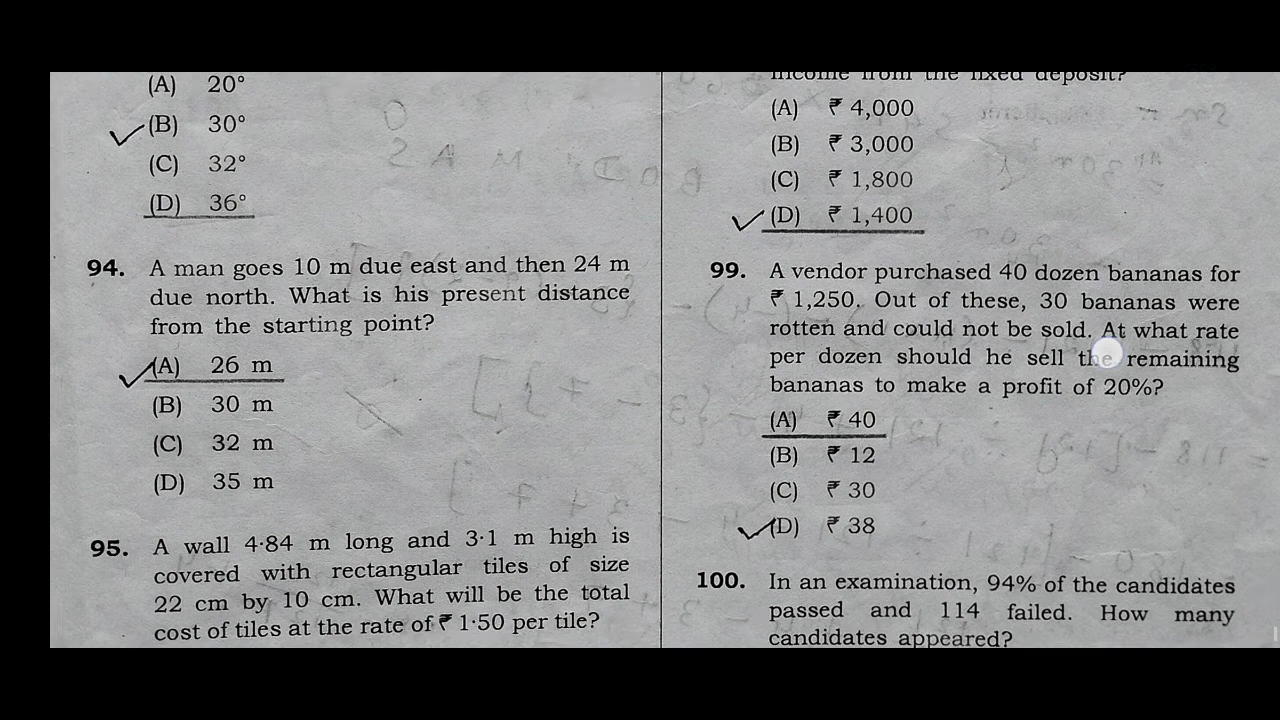 (A) 20°
(B) 30°
(C) 32°
(D) 36°
94. A man goes 10 m due east and then 24 m
due north. What is his present distance
from the starting point?
(A) 26 m
(B) 30 m
(C) 32 m
(D) 35 m
95. A wall 4·84 m long and 3·1 m high is
covered with rectangular tiles of size
22 cm by 10 cm. What will be the total
cost of tiles at the rate of ₹ 1·50 per tile?
income from the fixed deposit?
(A) ₹ 4,000
(B) ₹ 3,000
(C) ₹ 1,800
(D) ₹ 1,400
99. A vendor purchased 40 dozen bananas for
₹ 1,250. Out of these, 30 bananas were
rotten and could not be sold. At what rate
per dozen should he sell the remaining
bananas to make a profit of 20%?
(A) ₹ 40
(B) ₹ 12
(C) ₹ 30
(D) ₹ 38
100. In an examination, 94% of the candidates
passed and 114 failed. How many
candidates appeared?